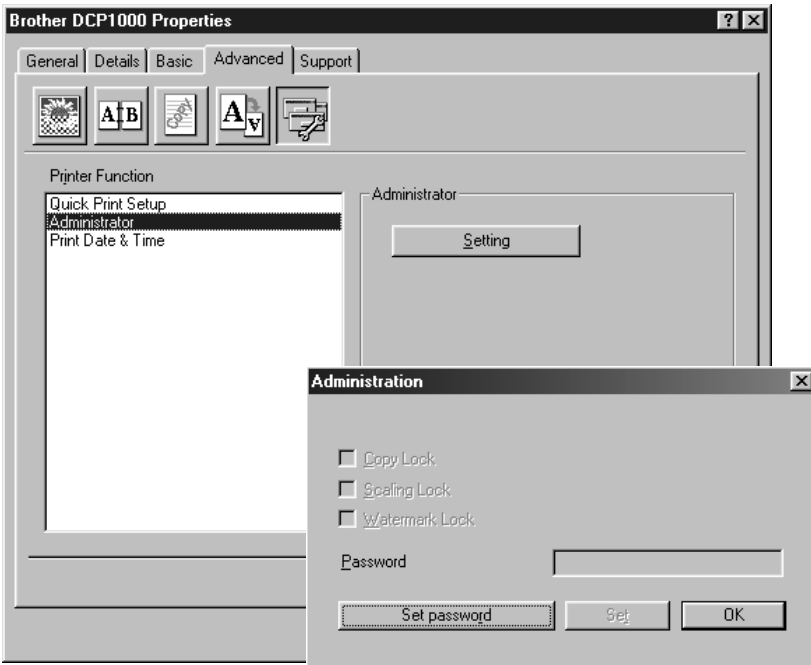 Brother DCP1000 Properties
General Details Basic Advanced Support
A B
Copy
A A
Printer Function
Quick Print Setup
Administrator
Print Date & Time
Administrator
Setting
Administration
Copy Lock
Scaling Lock
Watermark Lock
Password
Set password Set OK